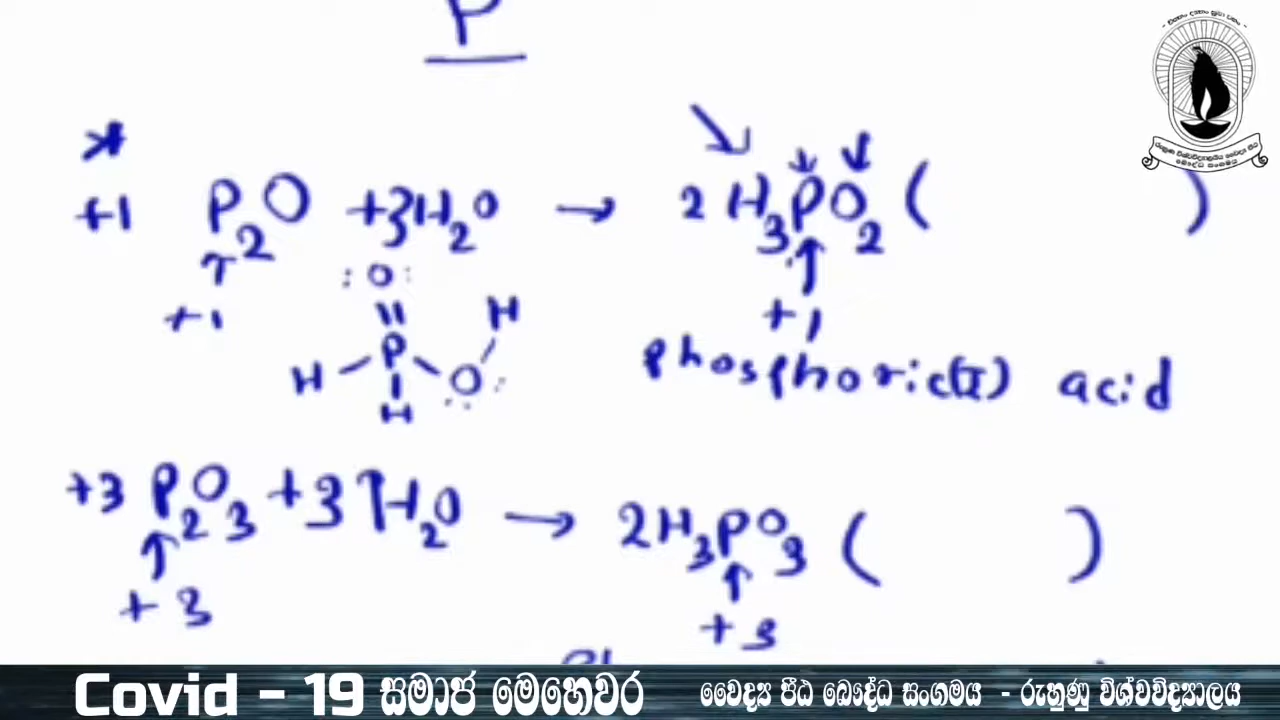 P
*
+1 P₂O +3H₂O → 2H₃PO₂ ( )
+1 +1
O
P H
H O
H
phosphoric(I) acid
+3 P₂O₃ +3H₂O → 2H₃PO₃ ( )
+3 +3
Covid - 19 සමාජ මෙහෙවර වෛද්‍ය පීඨ බෞද්ධ සංගමය - රුහුණු විශ්වවිද්‍යාලය